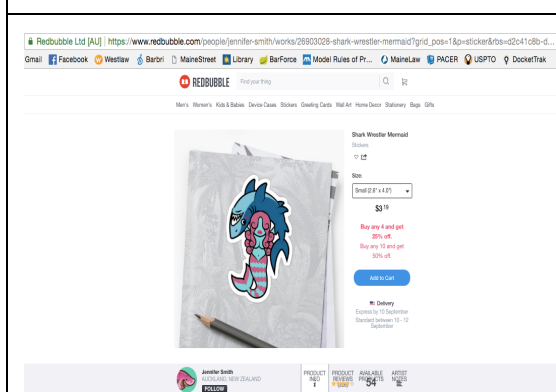 Redbubble Ltd [AU] | https://www.redbubble.com/people/jennifer-smith/works/26903028-shark-wrestler-mermaid?grid_pos=1&p=sticker&rbs=d2c41c8b-d...
Gmail Facebook Westlaw Barbri MaineStreet Library BarForce Model Rules of Pr... MaineLaw PACER USPTO DocketTrak
REDBUBBLE Find your thing
Men's Women's Kids & Babies Device Cases Stickers Greeting Cards Wall Art Home Decor Stationery Bags Gifts
Shark Wrestler Mermaid
Stickers
Size:
Small (2.6" x 4.0")
$3.19
Buy any 4 and get
Buy any 10 and get
50% off.
Add to Cart
Delivery
Express by 10 September
Standard between 10 - 12
September
Jennifer Smith
AUCKLAND, NEW ZEALAND
FOLLOW
PRODUCT
INFO
PRODUCT
REVIEWS
AVAILABLE
PRODUCTS
54
ARTIST
NOTES